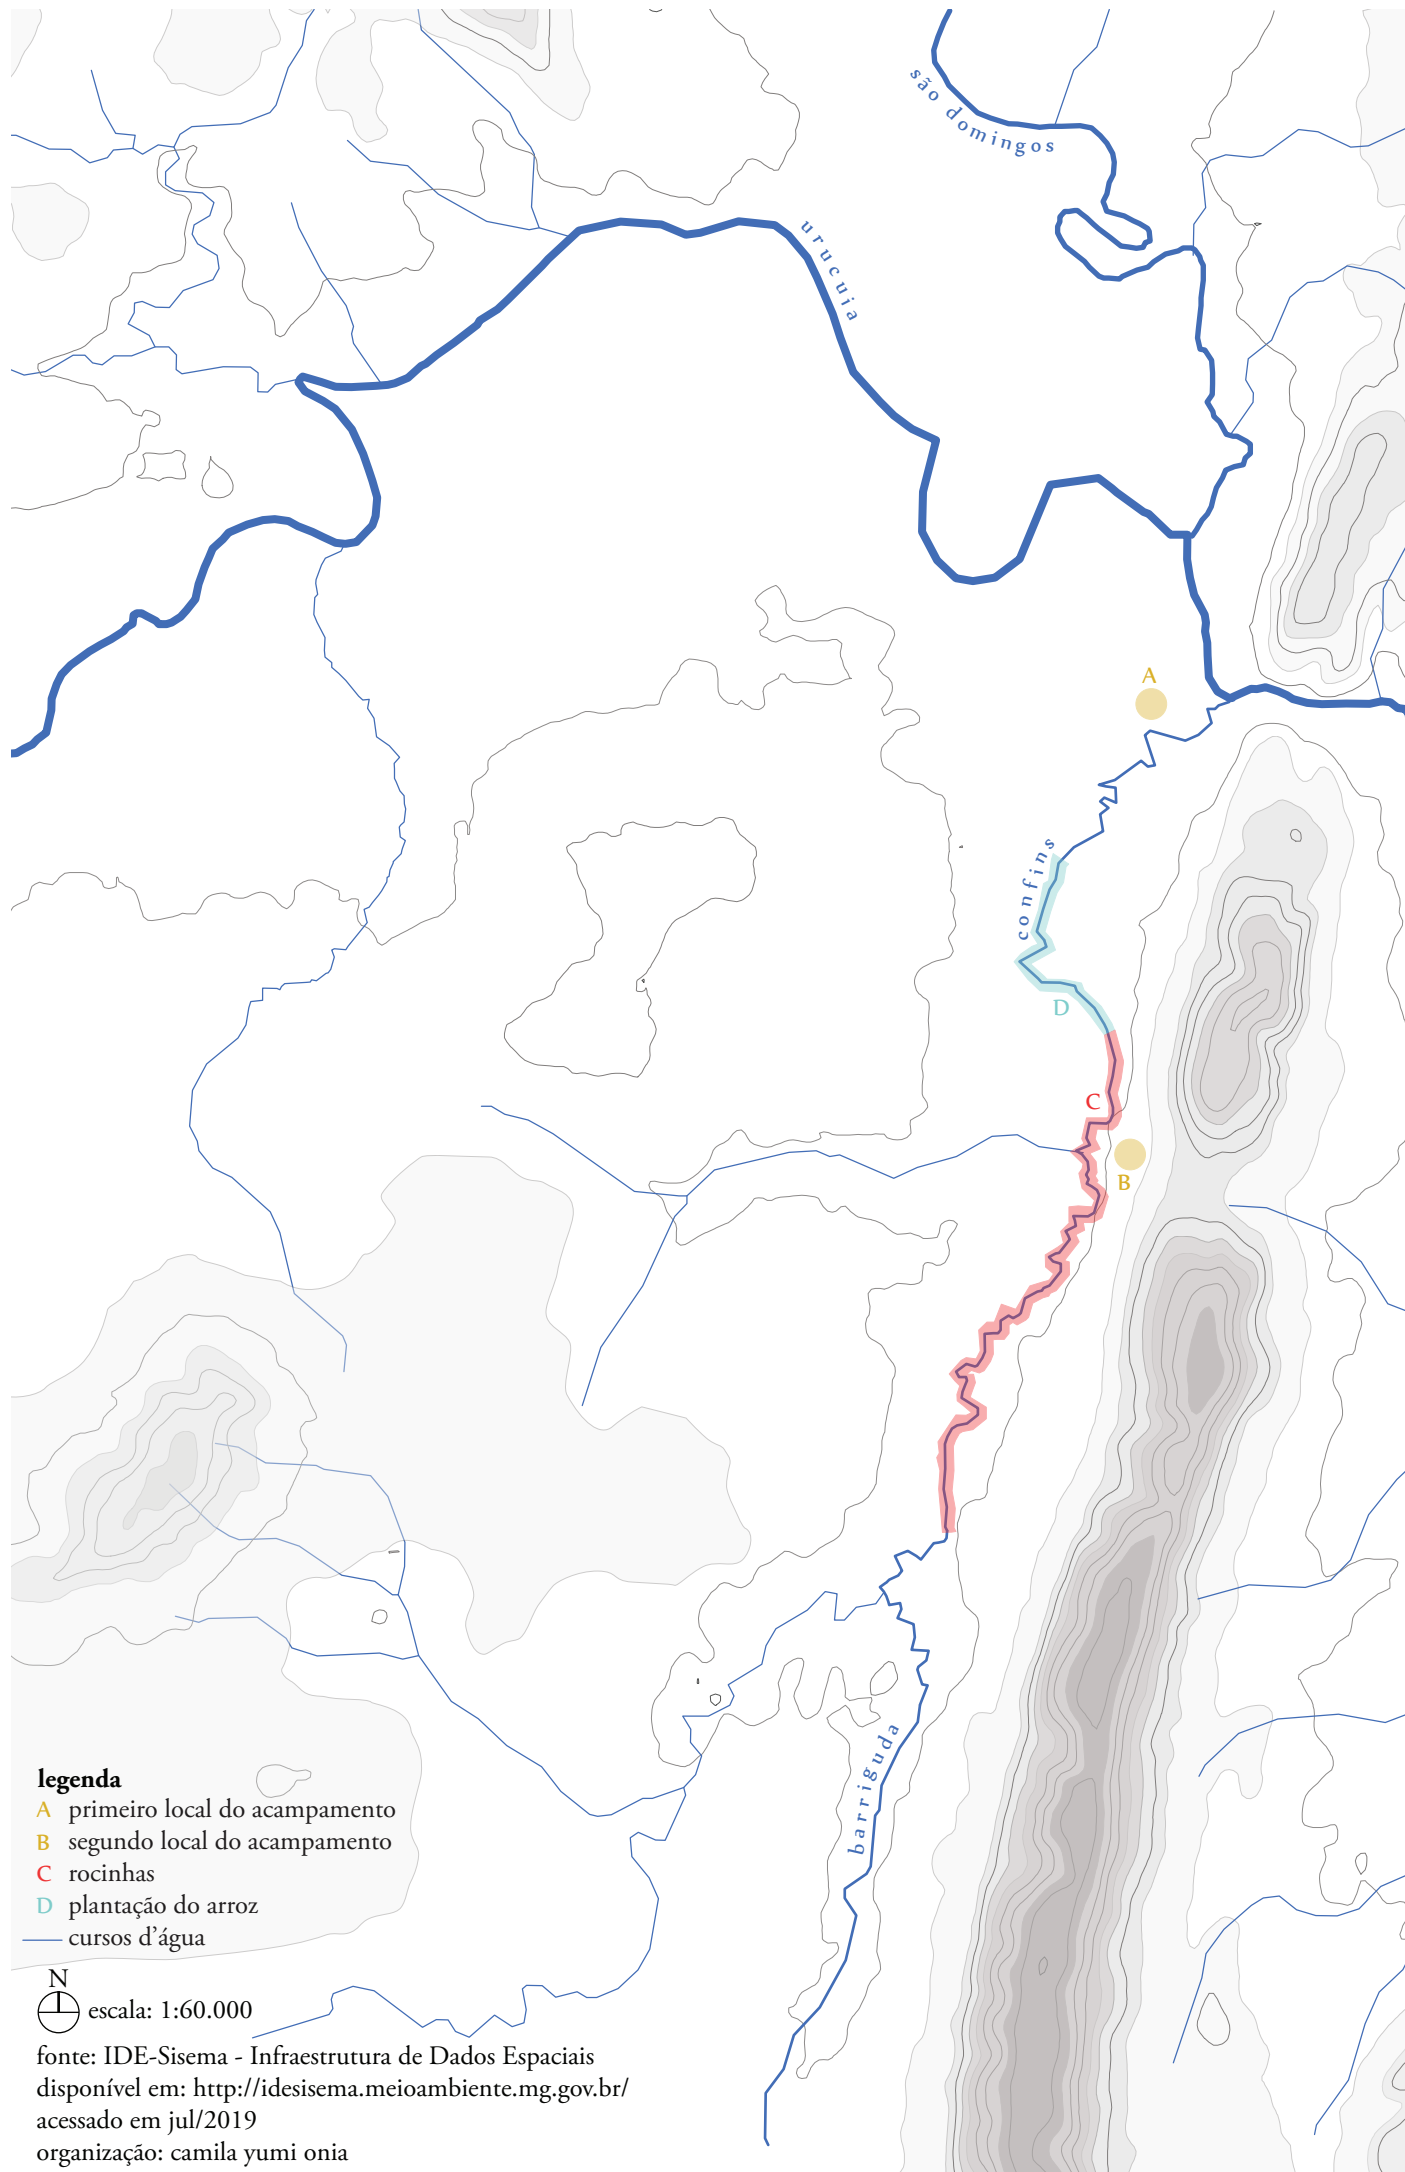 são domingos
urucuia
A
confins
D
C
B
barriguda
legenda
A primeiro local do acampamento
B segundo local do acampamento
C rocinhas
D plantação do arroz
cursos d'água
N
escala: 1:60.000
fonte: IDE-Sisema - Infraestrutura de Dados Espaciais
disponível em: http://idesisema.meioambiente.mg.gov.br/
acessado em jul/2019
organização: camila yumi onia